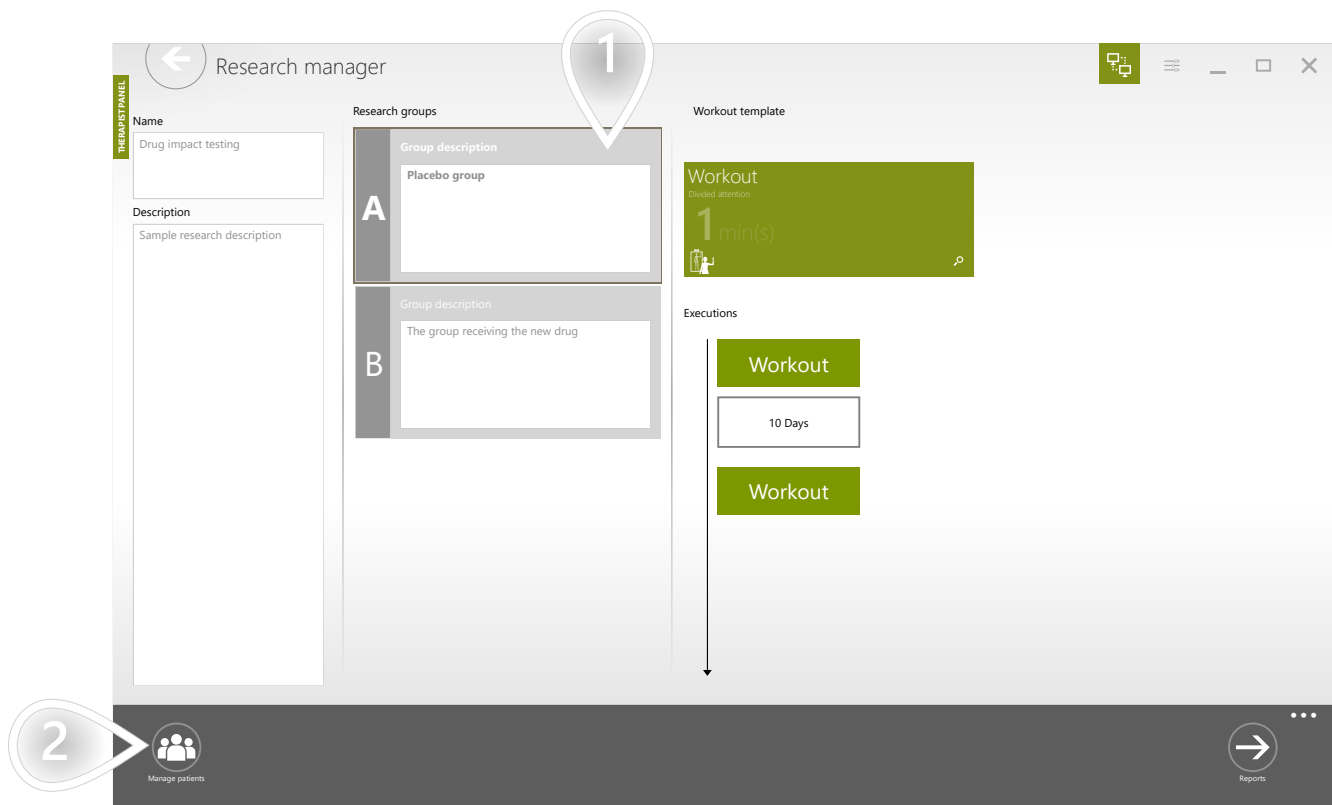 1
Research manager
THERAPIST PANEL
Name
Drug impact testing
Description
Sample research description
Research groups
A
Group description
Placebo group
B
Group description
The group receiving the new drug
Workout template
Workout
Divided attention
1 min(s)
Executions
Workout
10 Days
Workout
2
Manage patients
Reports